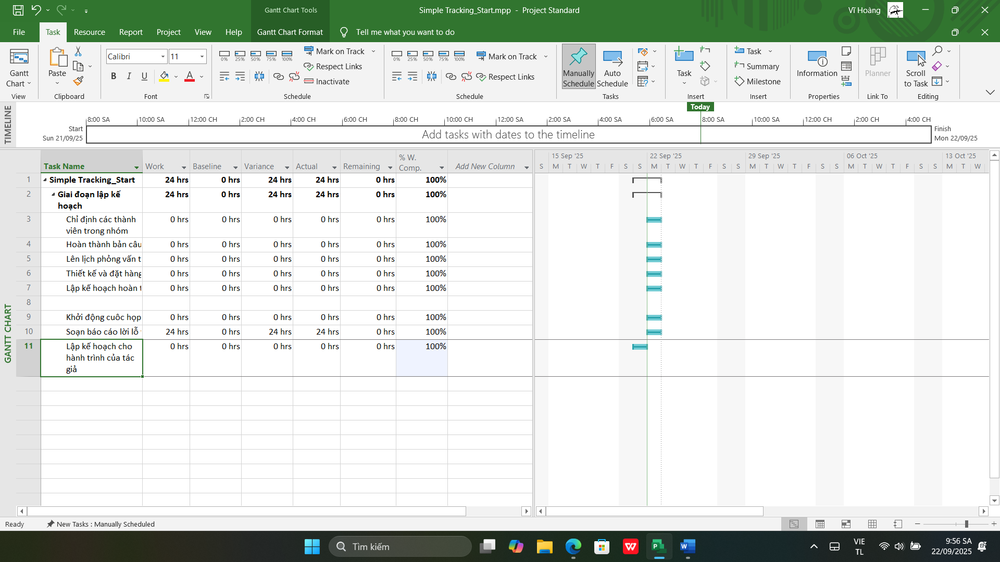 Gantt Chart Tools
Simple Tracking_Start.mpp - Project Standard
Vĩ Hoàng
File Task Resource Report Project View Help Gantt Chart Format Tell me what you want to do
Gantt Chart
View
Paste
Clipboard
Calibri 11
B I U A
Font
0% 25% 50% 75% 100%
Mark on Track
Respect Links
Inactivate
Schedule
0% 25% 50% 75% 100%
Mark on Track
Respect Links
Schedule
Manually Schedule
Auto Schedule
Tasks
Task
Insert
Task
Summary
Milestone
Insert
Information
Properties
Planner
Link To
Scroll to Task
Editing
TIMELINE
Today
8:00 SA 10:00 SA 12:00 CH 2:00 CH 4:00 CH 6:00 CH 8:00 CH 10:00 CH 12:00 SA 2:00 SA 4:00 SA 6:00 SA 8:00 SA 10:00 SA 12:00 CH 2:00 CH 4:00 CH
Start
Sun 21/09/25
Add tasks with dates to the timeline
Finish
Mon 22/09/25
GANTT CHART
Task Name Work Baseline Variance Actual Remaining % W. Comp. Add New Column
15 Sep '25 22 Sep '25 29 Sep '25 06 Oct '25 13 Oct '25
S M T W T F S S M T W T F S S M T W T F S S M T W T F S S M T W
1 Simple Tracking_Start 24 hrs 0 hrs 24 hrs 24 hrs 0 hrs 100%
2 Giai đoạn lập kế hoạch 24 hrs 0 hrs 24 hrs 24 hrs 0 hrs 100%
3 Chỉ định các thành viên trong nhóm 0 hrs 0 hrs 0 hrs 0 hrs 0 hrs 100%
4 Hoàn thành bản câu 0 hrs 0 hrs 0 hrs 0 hrs 0 hrs 100%
5 Lên lịch phỏng vấn t 0 hrs 0 hrs 0 hrs 0 hrs 0 hrs 100%
6 Thiết kế và đặt hàng 0 hrs 0 hrs 0 hrs 0 hrs 0 hrs 100%
7 Lập kế hoạch hoàn t 0 hrs 0 hrs 0 hrs 0 hrs 0 hrs 100%
8
9 Khởi động cuôc họp 0 hrs 0 hrs 0 hrs 0 hrs 0 hrs 100%
10 Soạn báo cáo lời lỗ 24 hrs 0 hrs 24 hrs 24 hrs 0 hrs 100%
11 Lập kế hoạch cho hành trình của tác giả 0 hrs 0 hrs 0 hrs 0 hrs 0 hrs 100%
Ready New Tasks : Manually Scheduled
Tìm kiếm
VIE
TL
9:56 SA
22/09/2025